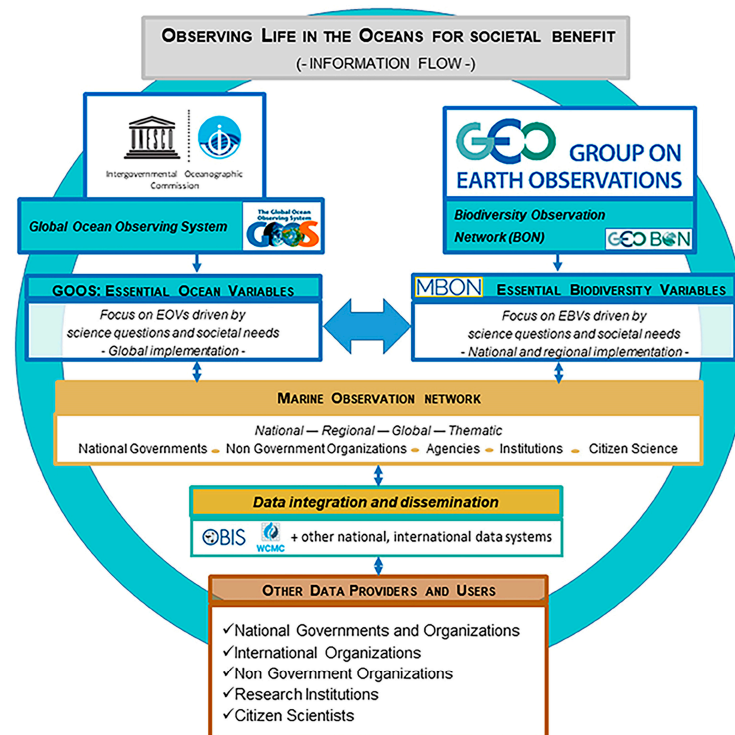 OBSERVING LIFE IN THE OCEANS FOR SOCIETAL BENEFIT
(- INFORMATION FLOW -)
UNESCO
Intergovernmental Oceanographic
Commission
Global Ocean Observing System
The Global Ocean
Observing System
GOOS
GEO GROUP ON
EARTH OBSERVATIONS
Biodiversity Observation
Network (BON)
GEO BON
GOOS: ESSENTIAL OCEAN VARIABLES
Focus on EOVs driven by
science questions and societal needs
- Global implementation -
MBON ESSENTIAL BIODIVERSITY VARIABLES
Focus on EBVs driven by
science questions and societal needs
- National and regional implementation -
MARINE OBSERVATION NETWORK
National — Regional — Global — Thematic
National Governments - Non Government Organizations - Agencies - Institutions - Citizen Science
Data integration and dissemination
OBIS WCMC + other national, international data systems
OTHER DATA PROVIDERS AND USERS
✓National Governments and Organizations
✓International Organizations
✓Non Government Organizations
✓Research Institutions
✓Citizen Scientists